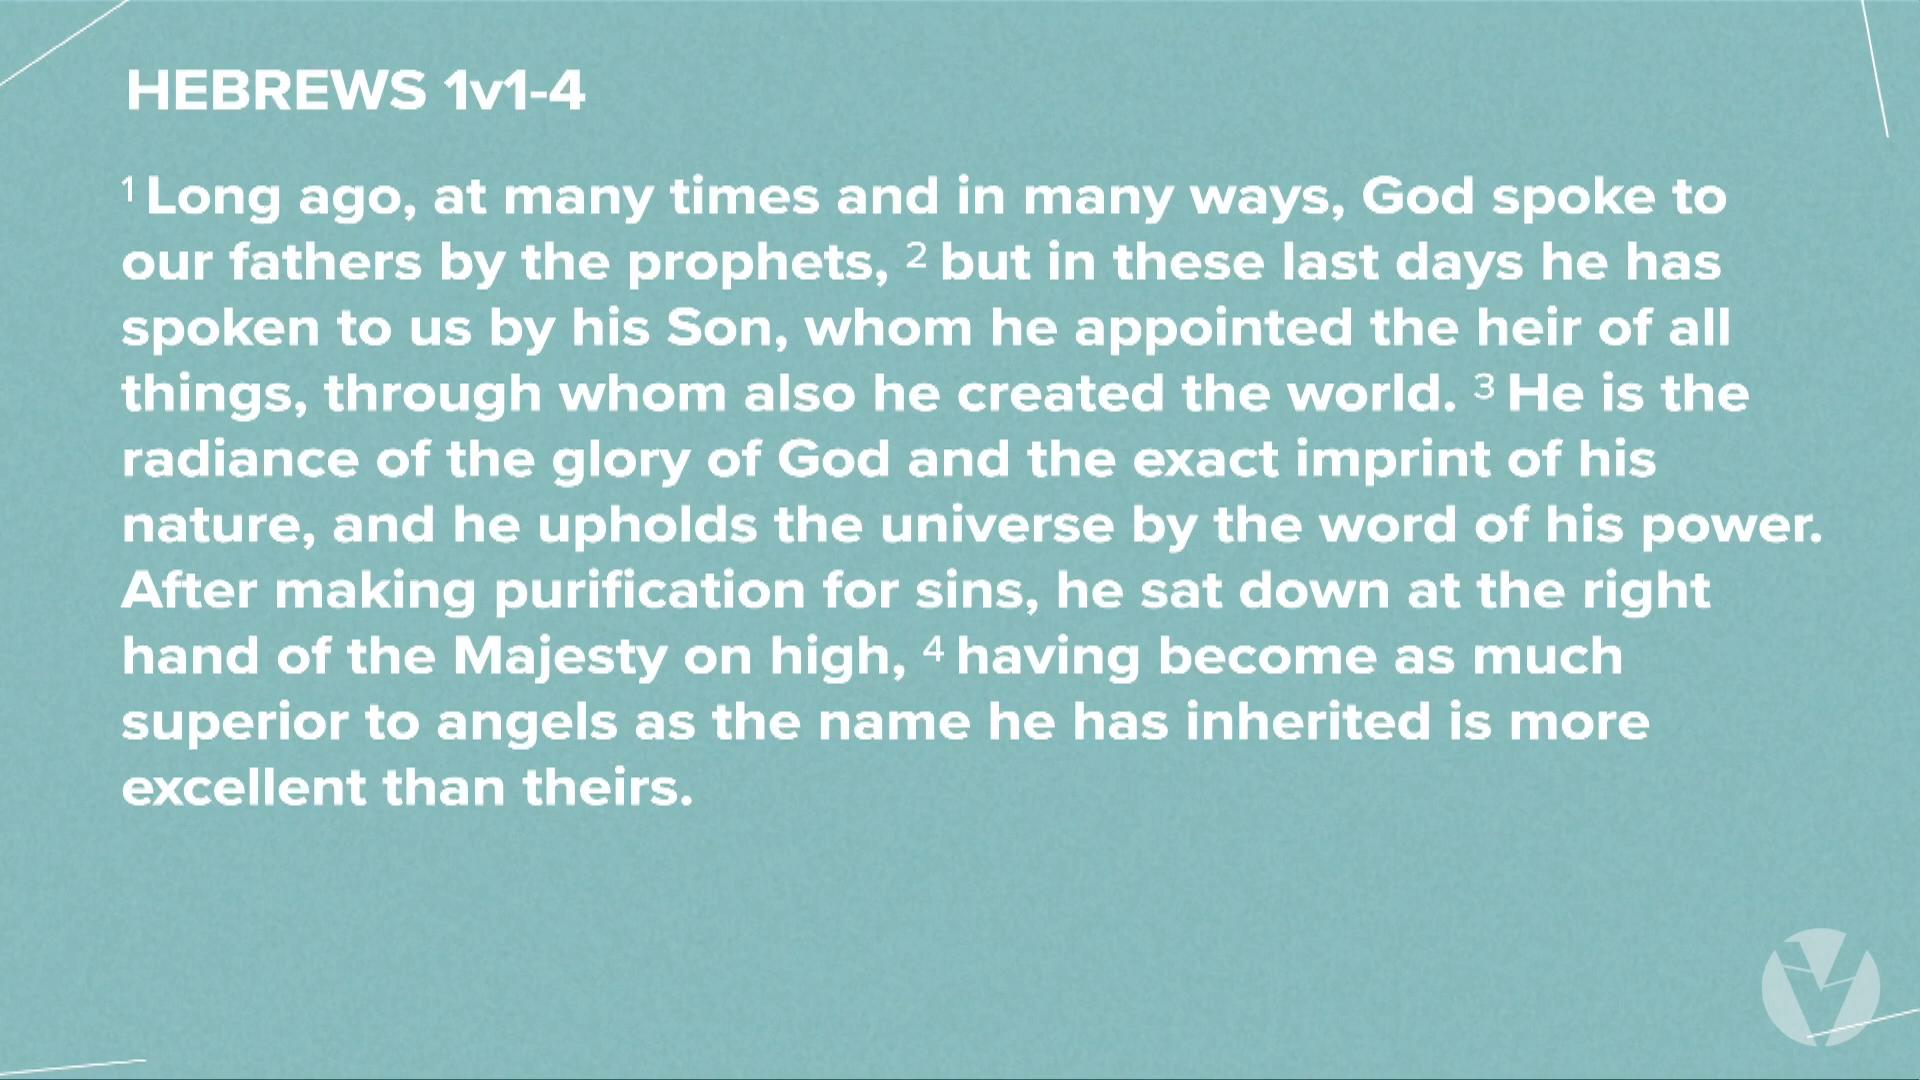 HEBREWS 1v1-4
1 Long ago, at many times and in many ways, God spoke to
our fathers by the prophets, 2 but in these last days he has
spoken to us by his Son, whom he appointed the heir of all
things, through whom also he created the world. 3 He is the
radiance of the glory of God and the exact imprint of his
nature, and he upholds the universe by the word of his power.
After making purification for sins, he sat down at the right
hand of the Majesty on high, 4 having become as much
superior to angels as the name he has inherited is more
excellent than theirs.